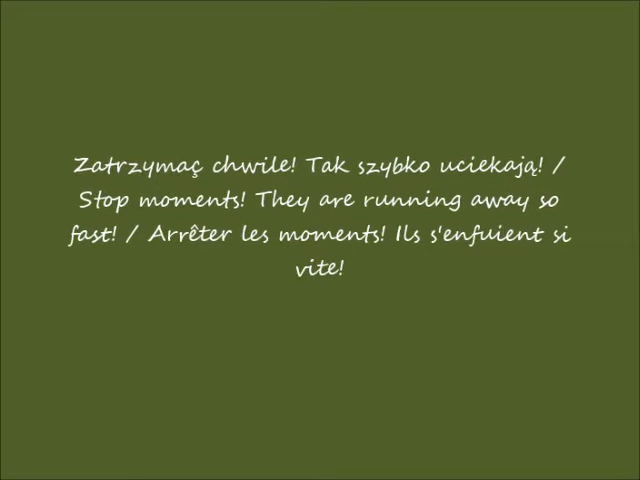 Zatrzymaç chwile! Tak szybko uciekają! /
Stop moments! They are running away so
fast! / Arrêter les moments! Ils s'enfuient si
vite!